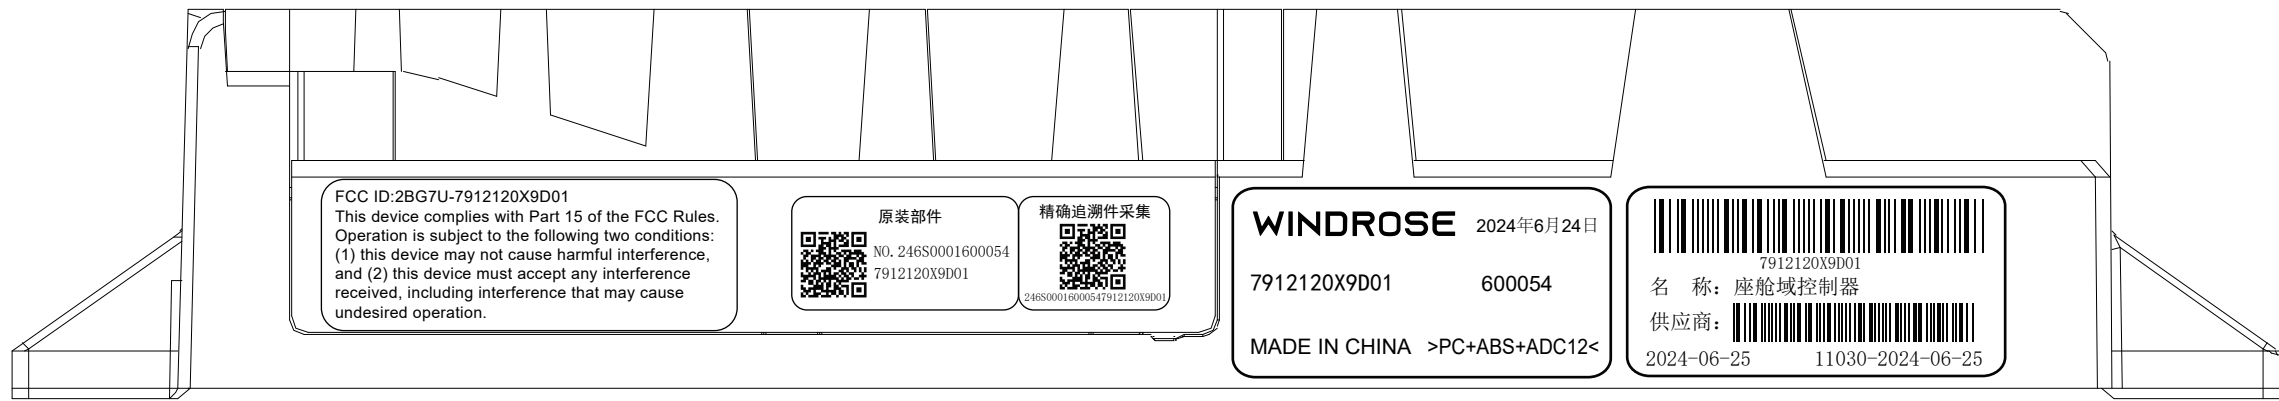 FCC ID:2BG7U-7912120X9D01
This device complies with Part 15 of the FCC Rules.
Operation is subject to the following two conditions:
(1) this device may not cause harmful interference,
and (2) this device must accept any interference
received, including interference that may cause
undesired operation.
原装部件
NO.246S0001600054
7912120X9D01
精确追溯件采集
246S00016000547912120X9D01
WINDROSE 2024年6月24日
7912120X9D01 600054
MADE IN CHINA >PC+ABS+ADC12<
7912120X9D01
名 称：座舱域控制器
供应商：
2024-06-25 11030-2024-06-25